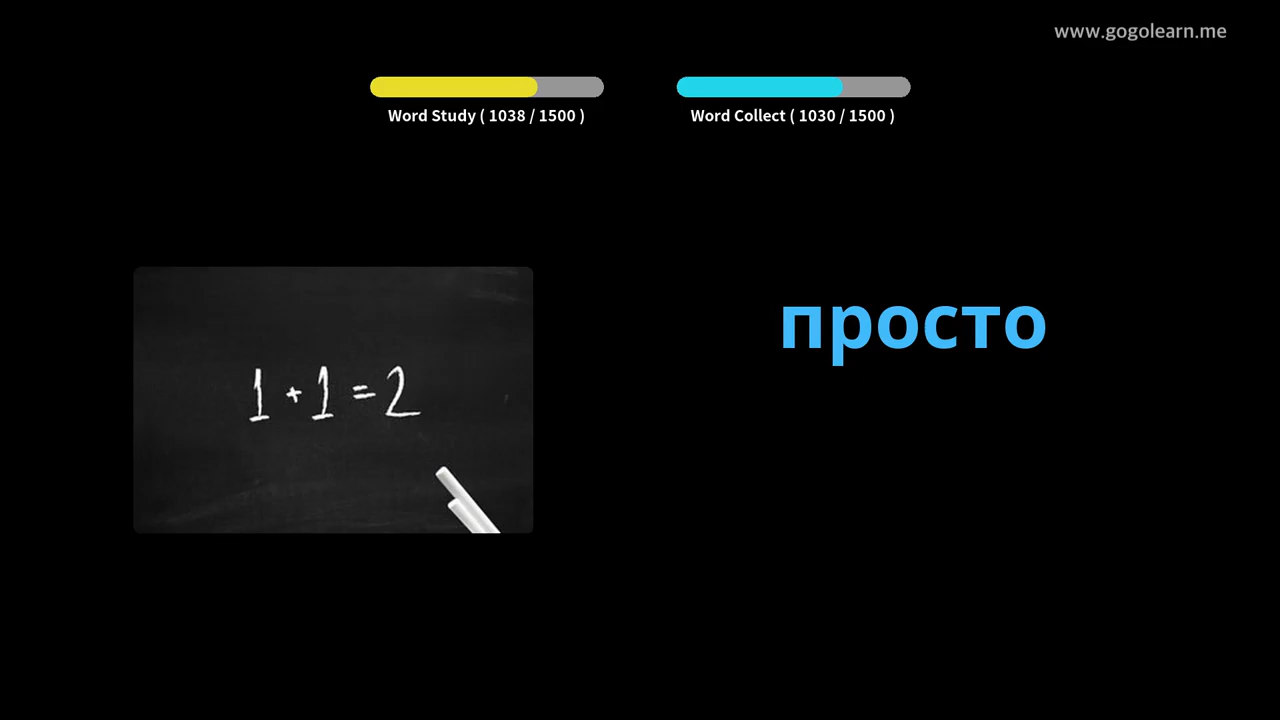 www.gogolearn.me
Word Study ( 1038 / 1500 )
Word Collect ( 1030 / 1500 )
просто
1 + 1 = 2